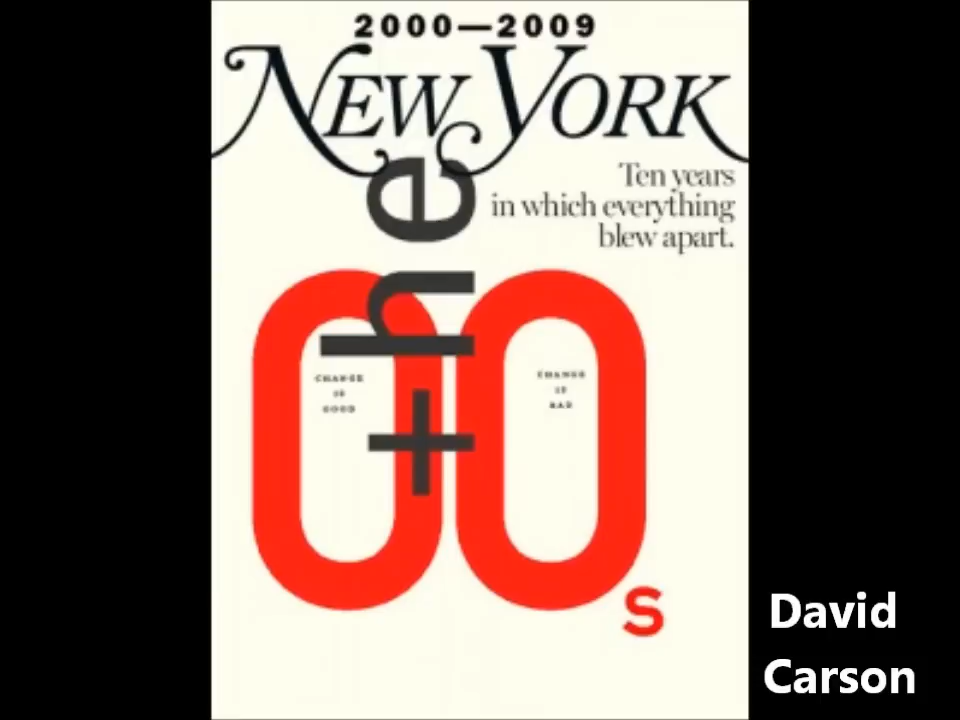 2000—2009
NEW YORK
Ten years
in which everything
blew apart.
the
00s
CHANGE
IS
GOOD
CHANGE
IS
BAD
David
Carson